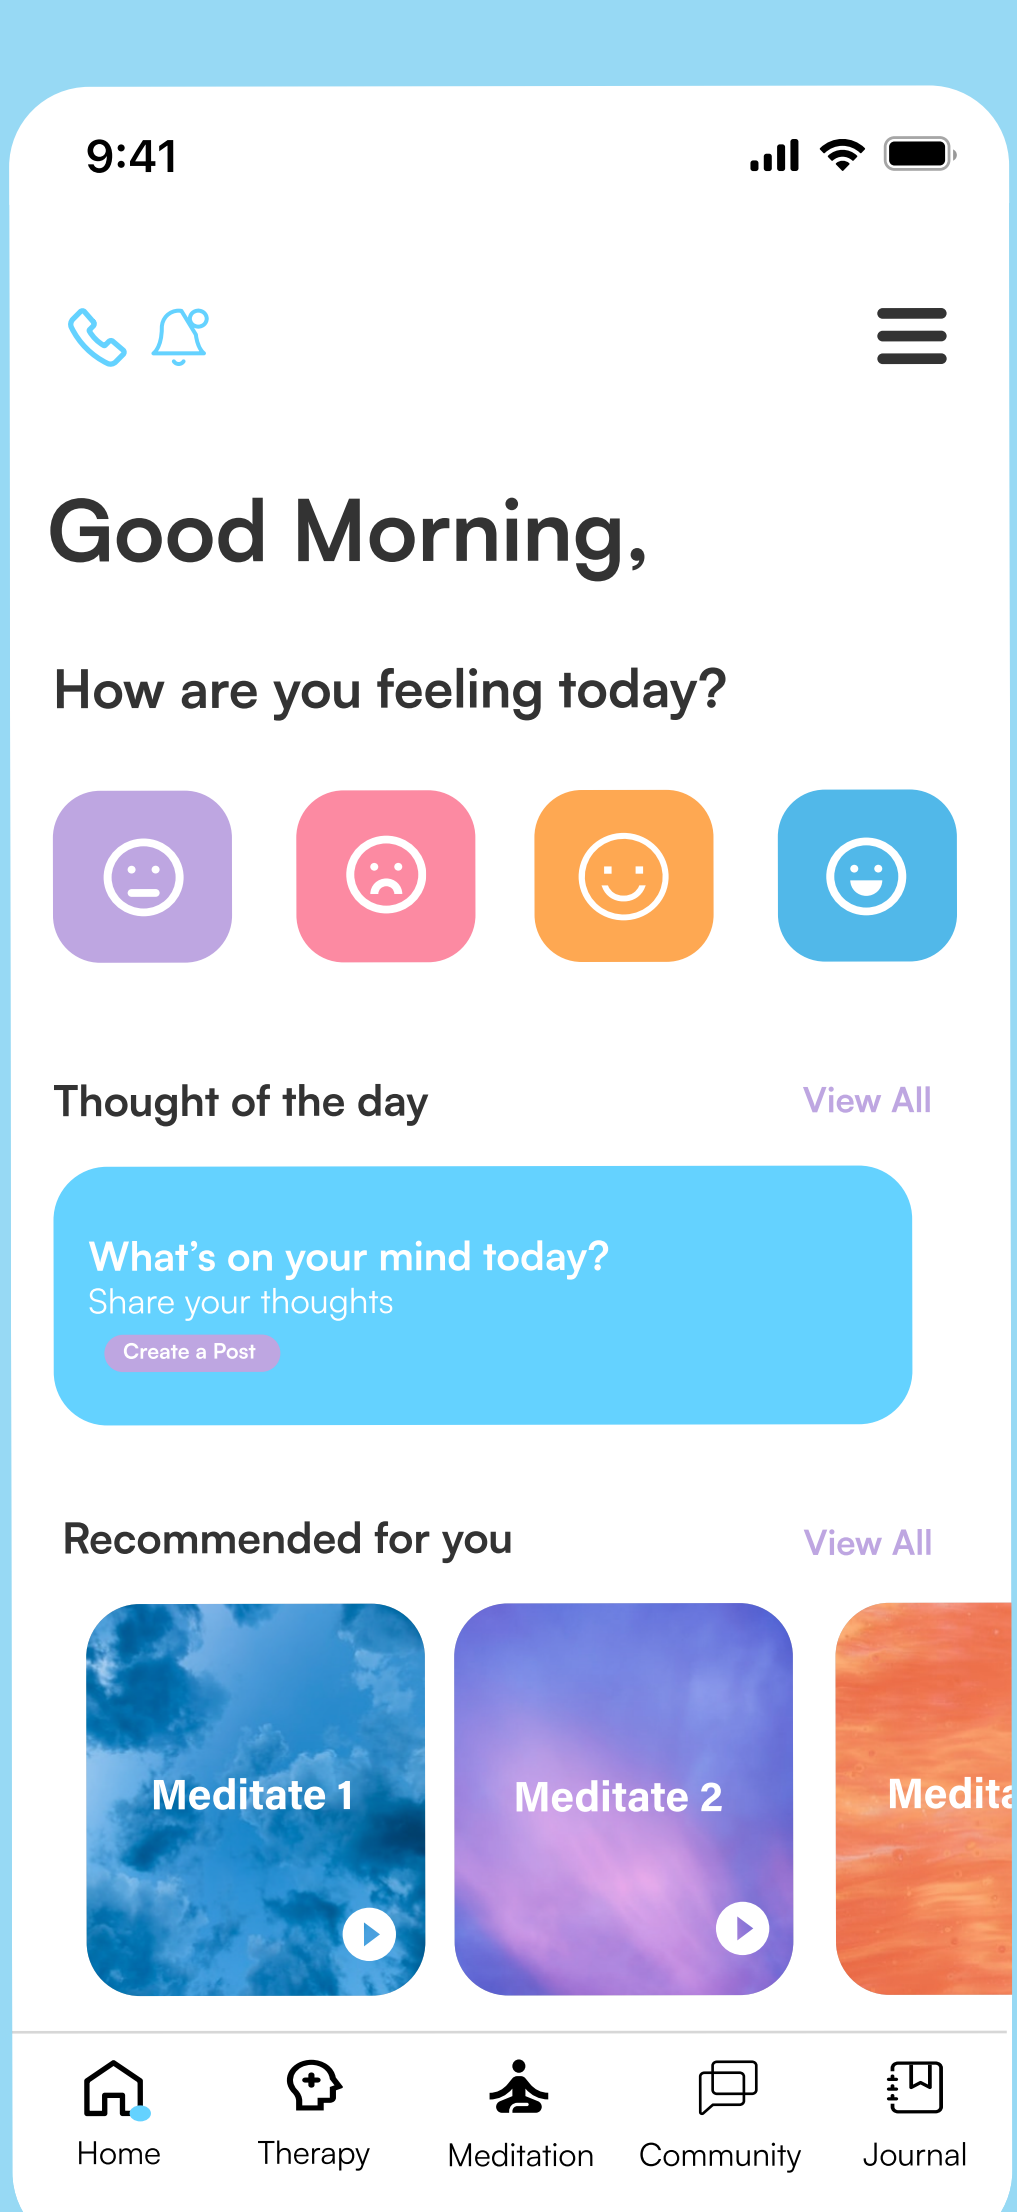 9:41
Good Morning,
How are you feeling today?
Thought of the day
View All
What's on your mind today?
Share your thoughts
Create a Post
Recommended for you
View All
Meditate 1
Meditate 2
Medita
Home
Therapy
Meditation
Community
Journal